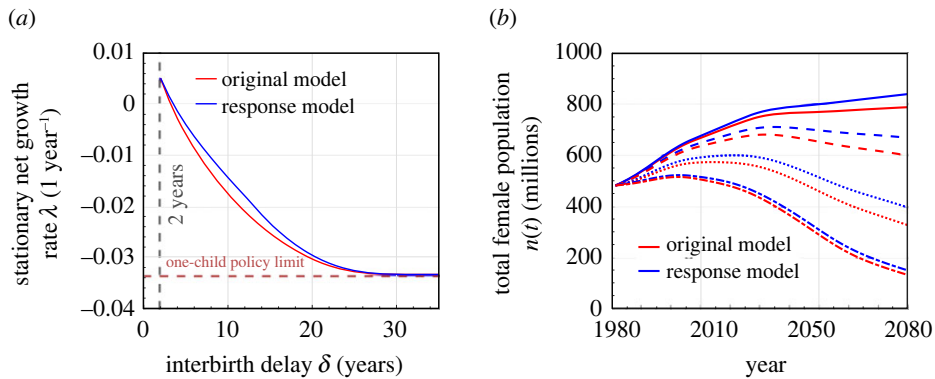 (a)
0.01
0
–0.01
–0.02
–0.03
–0.04
stationary net growth
rate λ (1 year⁻¹)
original model
response model
2 years
one-child policy limit
0 10 20 30
interbirth delay δ (years)
(b)
1000
800
600
400
200
0
total female population
n(t) (millions)
original model
response model
1980 2010 2050 2080
year